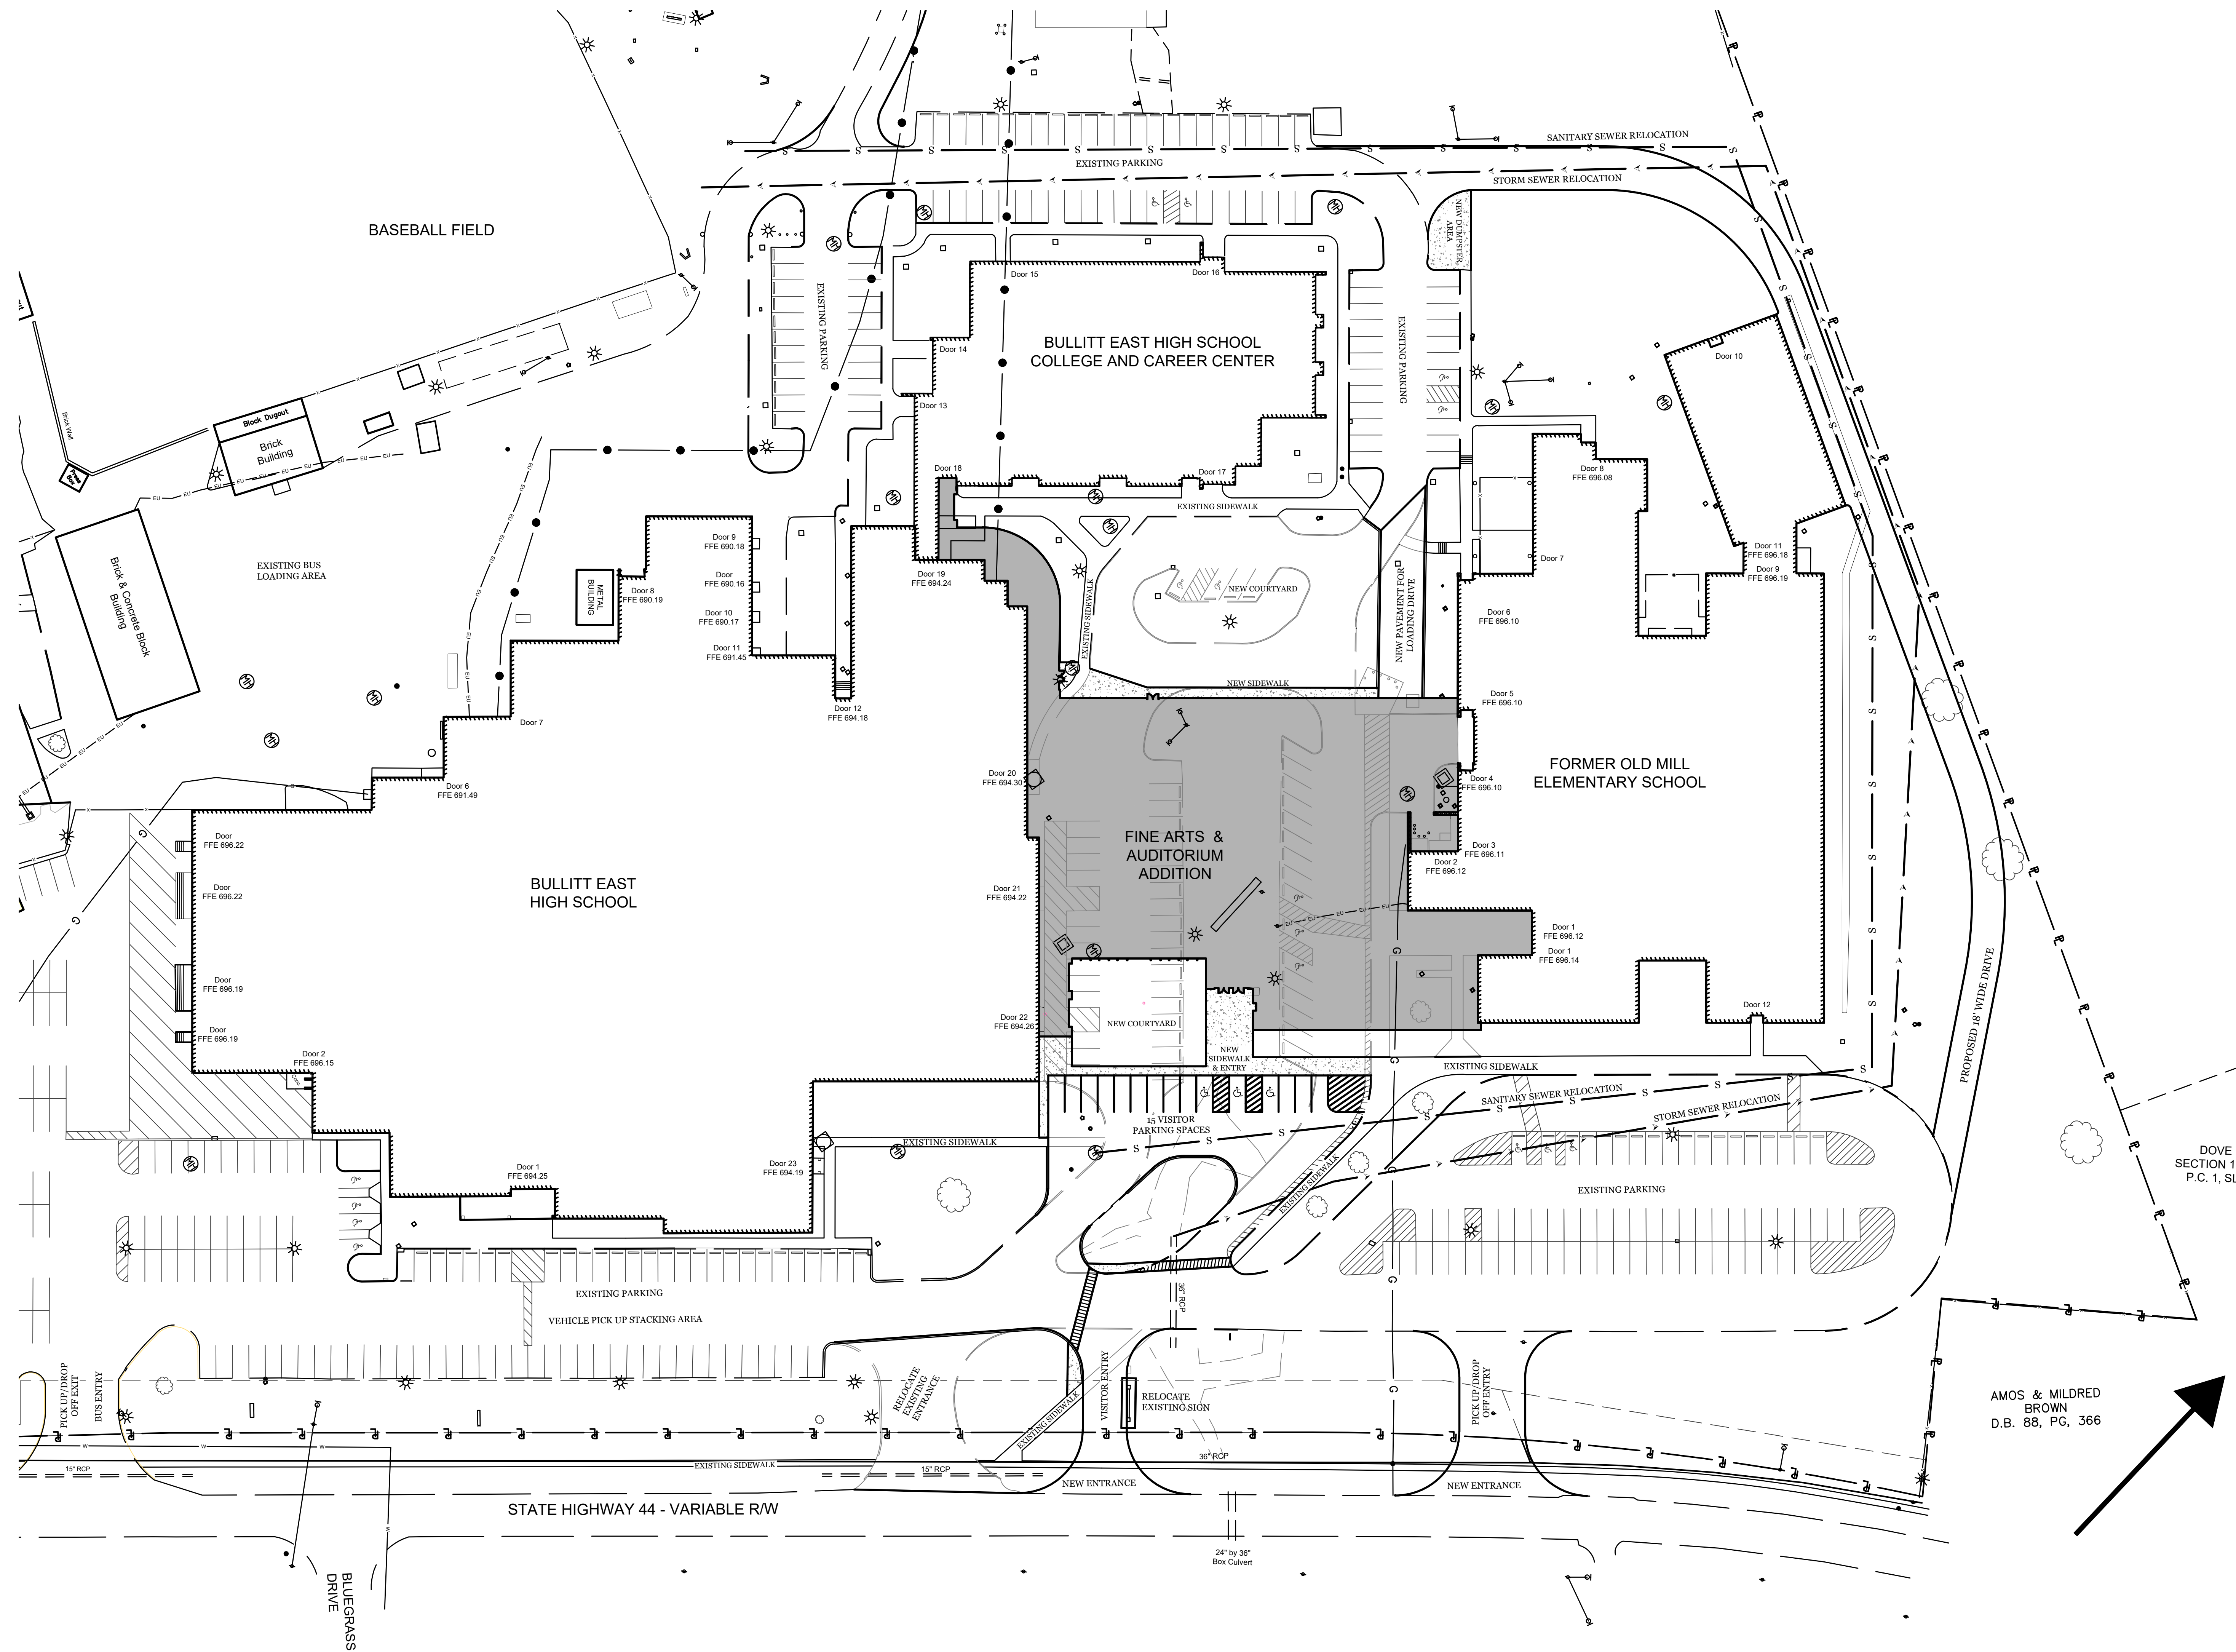 SANITARY SEWER RELOCATION
EXISTING PARKING
STORM SEWER RELOCATION
BASEBALL FIELD
NEW DUMPSTER
AREA
Door 15
Door 16
EXISTING PARKING
BULLITT EAST HIGH SCHOOL
COLLEGE AND CAREER CENTER
EXISTING PARKING
Door 14
Door 13
Door 10
Block Dugout
Brick
Building
Brick Wall
Press
Box
Door 18
Door 17
Door 8
FFE 696.08
EXISTING SIDEWALK
Door 9
FFE 690.18
Door
FFE 690.16
Door 10
FFE 690.17
Door 11
FFE 691.45
Door 7
Door 11
FFE 696.18
Door 9
FFE 696.19
EXISTING BUS
LOADING AREA
Brick & Concrete Block
Building
METAL
BUILDING
Door 8
FFE 690.19
Door 19
FFE 694.24
EXISTING SIDEWALK
NEW COURTYARD
NEW PAVEMENT FOR
LOADING DRIVE
Door 6
FFE 696.10
NEW SIDEWALK
Door 5
FFE 696.10
Door 12
FFE 694.18
Door 7
Door 6
FFE 691.49
Door 20
FFE 694.30
FORMER OLD MILL
ELEMENTARY SCHOOL
Door 4
FFE 696.10
Door
FFE 696.22
Door
FFE 696.22
BULLITT EAST
HIGH SCHOOL
FINE ARTS &
AUDITORIUM
ADDITION
Door 3
FFE 696.11
Door 2
FFE 696.12
Door 21
FFE 694.22
Door 1
FFE 696.12
Door 1
FFE 696.14
Door
FFE 696.19
Door
FFE 696.19
Door 22
FFE 694.26
NEW COURTYARD
NEW
SIDEWALK
& ENTRY
Door 12
PROPOSED 18' WIDE DRIVE
Door 2
FFE 696.15
EXISTING SIDEWALK
SANITARY SEWER RELOCATION
STORM SEWER RELOCATION
15 VISITOR
PARKING SPACES
EXISTING SIDEWALK
EXISTING SIDEWALK
Door 1
FFE 694.25
Door 23
FFE 694.19
EXISTING PARKING
DOVE
SECTION 1
EXISTING PARKING
VEHICLE PICK UP STACKING AREA
36" RCP
PICK UP/DROP
OFF EXIT
BUS ENTRY
RELOCATE
EXISTING
ENTRANCE
EXISTING SIDEWALK
VISITOR ENTRY
RELOCATE
EXISTING SIGN
PICK UP/DROP
OFF ENTRY
AMOS & MILDRED
BROWN
D.B. 88, PG, 366
15" RCP
EXISTING SIDEWALK
15" RCP
36" RCP
NEW ENTRANCE
NEW ENTRANCE
STATE HIGHWAY 44 - VARIABLE R/W
24" by 36"
Box Culvert
BLUEGRASS
DRIVE